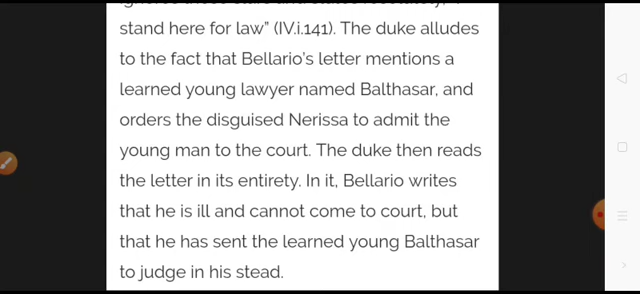 stand here for law” (IV.i.141). The duke alludes
to the fact that Bellario’s letter mentions a
learned young lawyer named Balthasar, and
orders the disguised Nerissa to admit the
young man to the court. The duke then reads
the letter in its entirety. In it, Bellario writes
that he is ill and cannot come to court, but
that he has sent the learned young Balthasar
to judge in his stead.